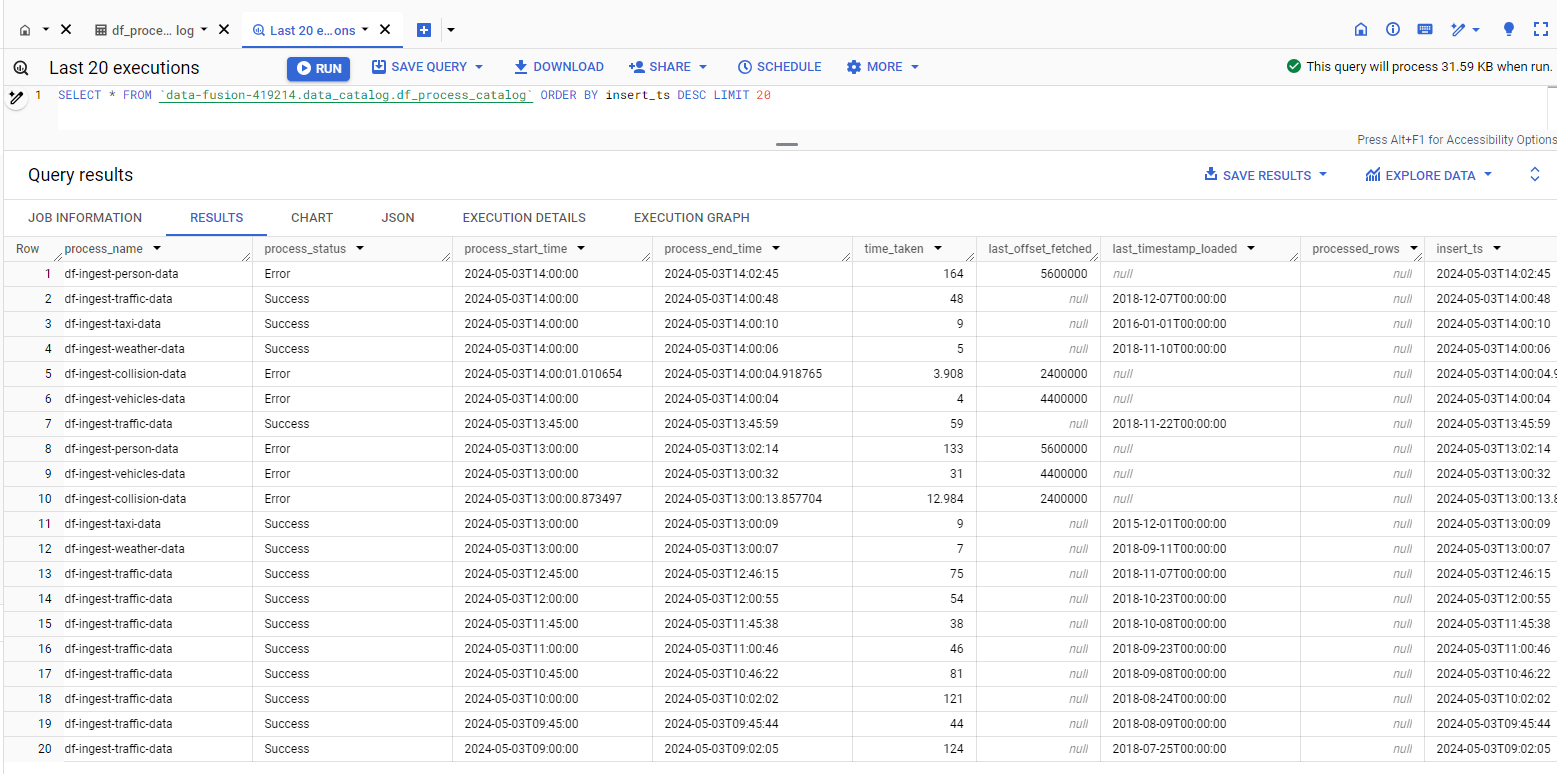 df_proce... log Last 20 e...ons
Last 20 executions RUN SAVE QUERY DOWNLOAD SHARE SCHEDULE MORE This query will process 31.59 KB when run.
1 SELECT * FROM `data-fusion-419214.data_catalog.df_process_catalog` ORDER BY insert_ts DESC LIMIT 20
Press Alt+F1 for Accessibility Options
Query results SAVE RESULTS EXPLORE DATA
JOB INFORMATION RESULTS CHART JSON EXECUTION DETAILS EXECUTION GRAPH
Row process_name process_status process_start_time process_end_time time_taken last_offset_fetched last_timestamp_loaded processed_rows insert_ts
1 df-ingest-person-data Error 2024-05-03T14:00:00 2024-05-03T14:02:45 164 5600000 null null 2024-05-03T14:02:45
2 df-ingest-traffic-data Success 2024-05-03T14:00:00 2024-05-03T14:00:48 48 null 2018-12-07T00:00:00 null 2024-05-03T14:00:48
3 df-ingest-taxi-data Success 2024-05-03T14:00:00 2024-05-03T14:00:10 9 null 2016-01-01T00:00:00 null 2024-05-03T14:00:10
4 df-ingest-weather-data Success 2024-05-03T14:00:00 2024-05-03T14:00:06 5 null 2018-11-10T00:00:00 null 2024-05-03T14:00:06
5 df-ingest-collision-data Error 2024-05-03T14:00:01.010654 2024-05-03T14:00:04.918765 3.908 2400000 null null 2024-05-03T14:00:04.9
6 df-ingest-vehicles-data Error 2024-05-03T14:00:00 2024-05-03T14:00:04 4 4400000 null null 2024-05-03T14:00:04
7 df-ingest-traffic-data Success 2024-05-03T13:45:00 2024-05-03T13:45:59 59 null 2018-11-22T00:00:00 null 2024-05-03T13:45:59
8 df-ingest-person-data Error 2024-05-03T13:00:00 2024-05-03T13:02:14 133 5600000 null null 2024-05-03T13:02:14
9 df-ingest-vehicles-data Error 2024-05-03T13:00:00 2024-05-03T13:00:32 31 4400000 null null 2024-05-03T13:00:32
10 df-ingest-collision-data Error 2024-05-03T13:00:00.873497 2024-05-03T13:00:13.857704 12.984 2400000 null null 2024-05-03T13:00:13.8
11 df-ingest-taxi-data Success 2024-05-03T13:00:00 2024-05-03T13:00:09 9 null 2015-12-01T00:00:00 null 2024-05-03T13:00:09
12 df-ingest-weather-data Success 2024-05-03T13:00:00 2024-05-03T13:00:07 7 null 2018-09-11T00:00:00 null 2024-05-03T13:00:07
13 df-ingest-traffic-data Success 2024-05-03T12:45:00 2024-05-03T12:46:15 75 null 2018-11-07T00:00:00 null 2024-05-03T12:46:15
14 df-ingest-traffic-data Success 2024-05-03T12:00:00 2024-05-03T12:00:55 54 null 2018-10-23T00:00:00 null 2024-05-03T12:00:55
15 df-ingest-traffic-data Success 2024-05-03T11:45:00 2024-05-03T11:45:38 38 null 2018-10-08T00:00:00 null 2024-05-03T11:45:38
16 df-ingest-traffic-data Success 2024-05-03T11:00:00 2024-05-03T11:00:46 46 null 2018-09-23T00:00:00 null 2024-05-03T11:00:46
17 df-ingest-traffic-data Success 2024-05-03T10:45:00 2024-05-03T10:46:22 81 null 2018-09-08T00:00:00 null 2024-05-03T10:46:22
18 df-ingest-traffic-data Success 2024-05-03T10:00:00 2024-05-03T10:02:02 121 null 2018-08-24T00:00:00 null 2024-05-03T10:02:02
19 df-ingest-traffic-data Success 2024-05-03T09:45:00 2024-05-03T09:45:44 44 null 2018-08-09T00:00:00 null 2024-05-03T09:45:44
20 df-ingest-traffic-data Success 2024-05-03T09:00:00 2024-05-03T09:02:05 124 null 2018-07-25T00:00:00 null 2024-05-03T09:02:05